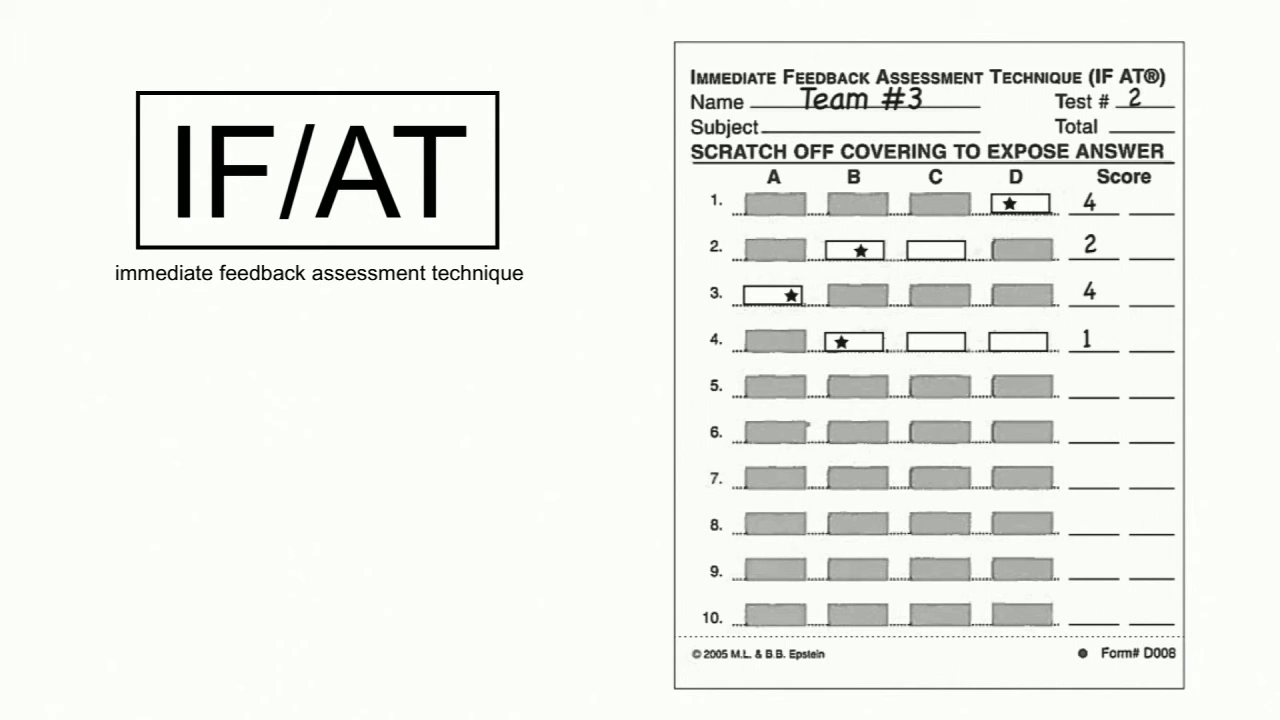 IF/AT
immediate feedback assessment technique
IMMEDIATE FEEDBACK ASSESSMENT TECHNIQUE (IF AT®)
Name Team #3 Test # 2
Subject Total
SCRATCH OFF COVERING TO EXPOSE ANSWER
A B C D Score
1. ★ 4
2. ★ 2
3. ★ 4
4. ★ 1
5.
6.
7.
8.
9.
10.
© 2005 M.L. & B.B. Epstein ● Form# D008